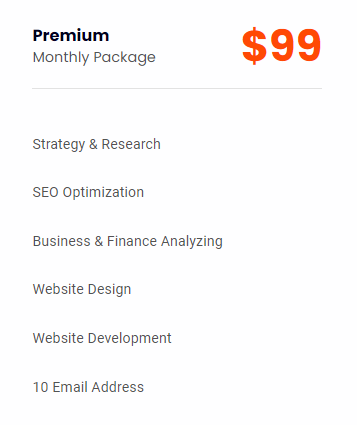 Premium
$99
Monthly Package
Strategy & Research
SEO Optimization
Business & Finance Analyzing
Website Design
Website Development
10 Email Address